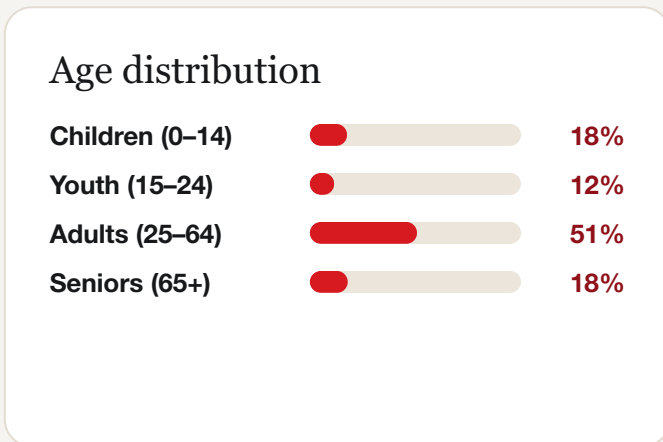 Age distribution
Children (0–14) 18%
Youth (15–24) 12%
Adults (25–64) 51%
Seniors (65+) 18%